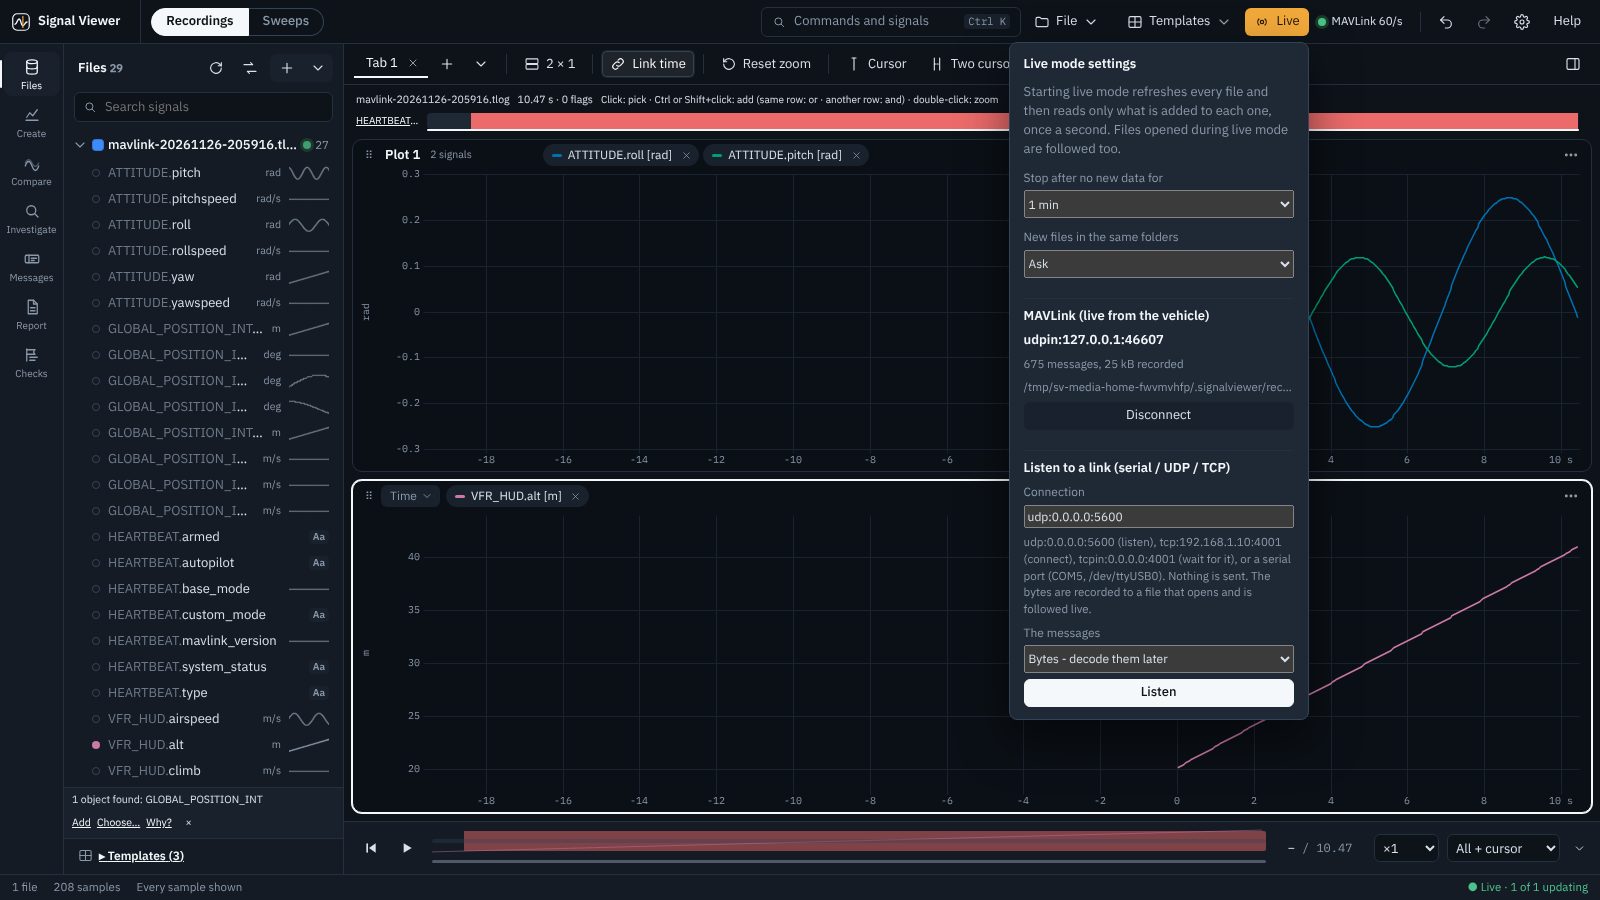 Signal Viewer
Recordings
Sweeps
Commands and signals
Ctrl K
File
Templates
Live
MAVLink 60/s
Help
Files
Create
Compare
Investigate
Messages
Report
Checks
Files 29
Search signals
mavlink-20261126-205916.tl... 27
ATTITUDE.pitch rad
ATTITUDE.pitchspeed rad/s
ATTITUDE.roll rad
ATTITUDE.rollspeed rad/s
ATTITUDE.yaw rad
ATTITUDE.yawspeed rad/s
GLOBAL_POSITION_INT... m
GLOBAL_POSITION_I... deg
GLOBAL_POSITION_I... deg
GLOBAL_POSITION_I... deg
GLOBAL_POSITION_INT... m
GLOBAL_POSITION_I... m/s
GLOBAL_POSITION_I... m/s
GLOBAL_POSITION_I... m/s
HEARTBEAT.armed Aa
HEARTBEAT.autopilot Aa
HEARTBEAT.base_mode
HEARTBEAT.custom_mode Aa
HEARTBEAT.mavlink_version
HEARTBEAT.system_status Aa
HEARTBEAT.type Aa
VFR_HUD.airspeed m/s
VFR_HUD.alt m
VFR_HUD.climb m/s
1 object found: GLOBAL_POSITION_INT
Add Choose... Why? ×
▸ Templates (3)
Tab 1 ×
2 × 1
Link time
Reset zoom
Cursor
Two curso
mavlink-20261126-205916.tlog 10.47 s · 0 flags Click: pick · Ctrl or Shift+click: add (same row: or · another row: and) · double-click: zoom
HEARTBEAT...
Plot 1 2 signals
ATTITUDE.roll [rad] ×
ATTITUDE.pitch [rad] ×
0.3
0.2
0.1
0
-0.1
-0.2
-0.3
rad
-18 -16 -14 -12 -10 -8 -6 4 6 8 10 s
Time
VFR_HUD.alt [m] ×
40
35
30
25
20
m
-18 -16 -14 -12 -10 -8 -6 -4 -2 0 2 4 6 8 10 s
Live mode settings
Starting live mode refreshes every file and
then reads only what is added to each one,
once a second. Files opened during live mode
are followed too.
Stop after no new data for
1 min
New files in the same folders
Ask
MAVLink (live from the vehicle)
udpin:127.0.0.1:46607
675 messages, 25 kB recorded
/tmp/sv-media-home-fwvmvhfp/.signalviewer/rec...
Disconnect
Listen to a link (serial / UDP / TCP)
Connection
udp:0.0.0.0:5600
udp:0.0.0.0:5600 (listen), tcp:192.168.1.10:4001
(connect), tcpin:0.0.0.0:4001 (wait for it), or a serial
port (COM5, /dev/ttyUSB0). Nothing is sent. The
bytes are recorded to a file that opens and is
followed live.
The messages
Bytes - decode them later
Listen
– / 10.47
×1
All + cursor
1 file 208 samples Every sample shown
Live · 1 of 1 updating